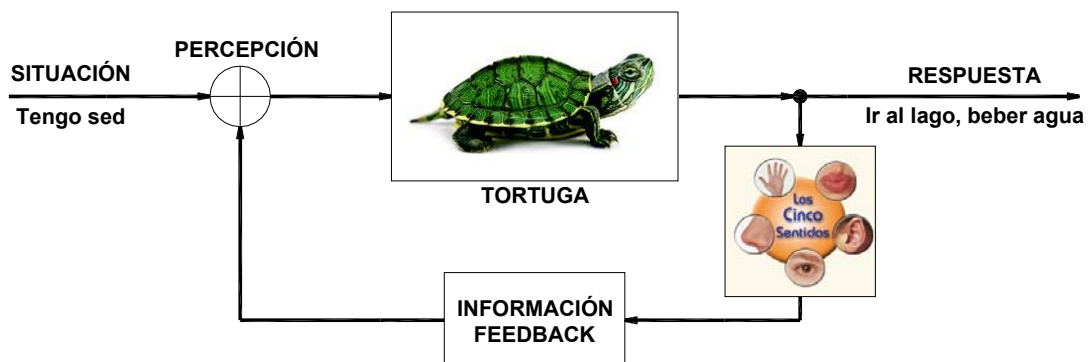 PERCEPCIÓN
SITUACIÓN
Tengo sed
RESPUESTA
Ir al lago, beber agua
TORTUGA
Los
Cinco
Sentidos
INFORMACIÓN
FEEDBACK